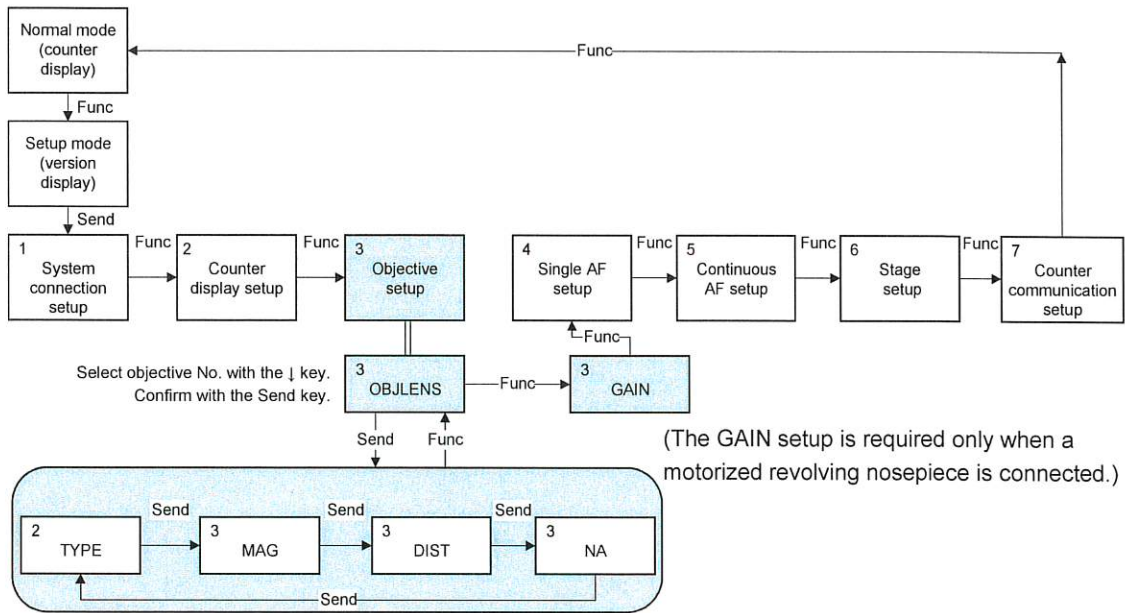 Normal mode
(counter
display)
Func
Func
Setup mode
(version
display)
Send
1
System
connection
setup
Func
2
Counter
display setup
Func
3
Objective
setup
4
Single AF
setup
Func
5
Continuous
AF setup
Func
6
Stage
setup
Func
7
Counter
communication
setup
Func
Select objective No. with the ↓ key.
Confirm with the Send key.
3
OBJLENS
Func
3
GAIN
Send
Func
(The GAIN setup is required only when a
motorized revolving nosepiece is connected.)
2
TYPE
Send
3
MAG
Send
3
DIST
Send
3
NA
Send